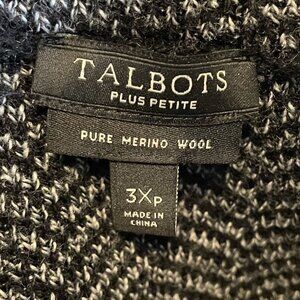 TALBOTS
PLUS PETITE
PURE MERINO WOOL
3XP
MADE IN
CHINA